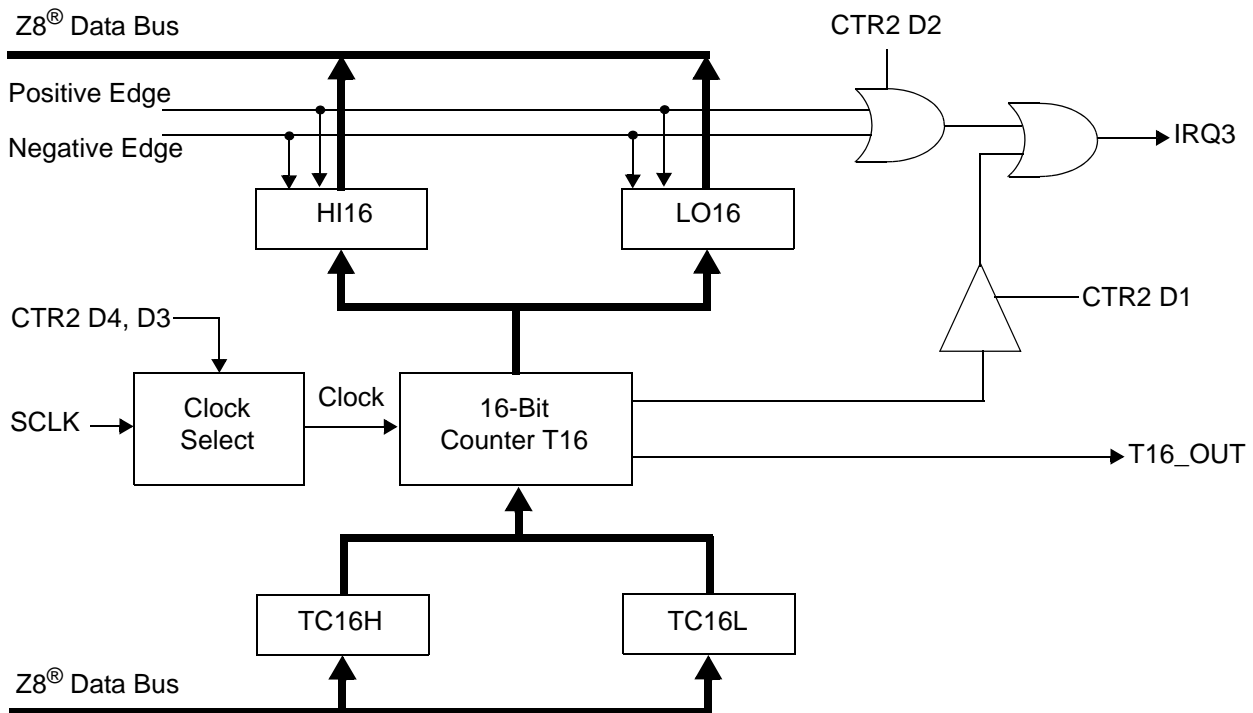 Z8® Data Bus
CTR2 D2
Positive Edge
Negative Edge
IRQ3
HI16
LO16
CTR2 D4, D3
CTR2 D1
SCLK
Clock
Select
Clock
16-Bit
Counter T16
T16_OUT
TC16H
TC16L
Z8® Data Bus